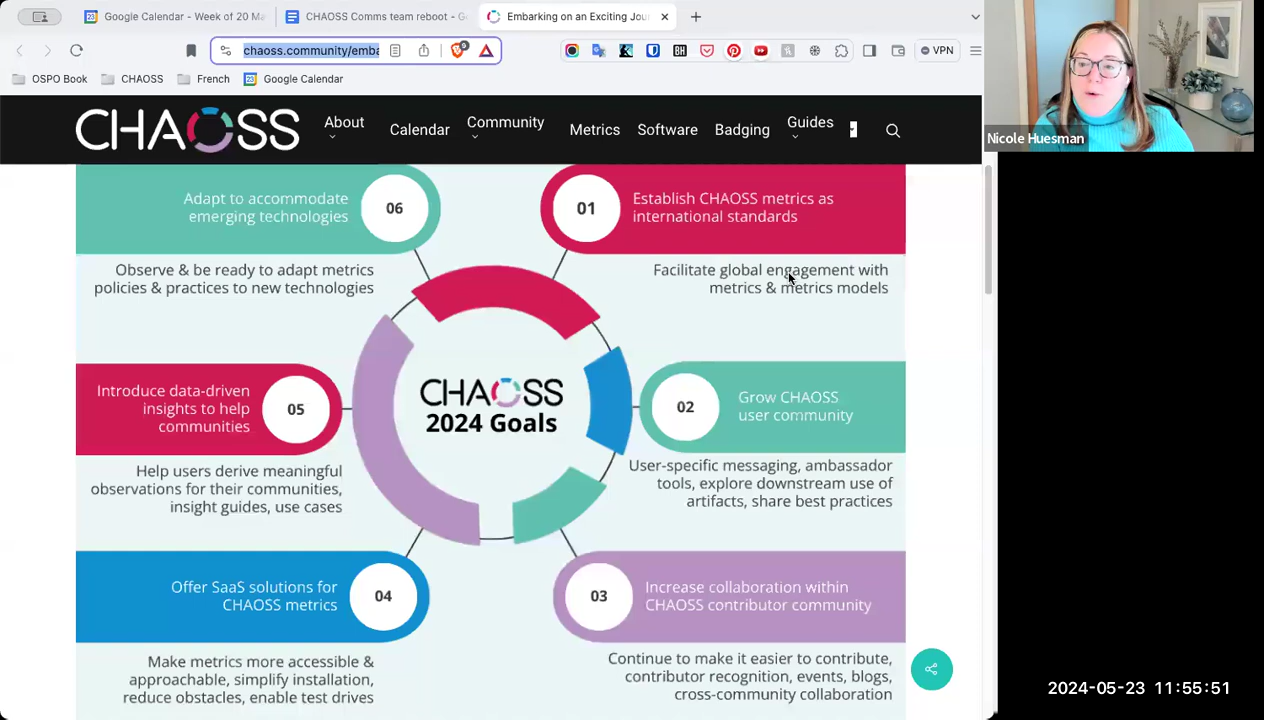 Google Calendar - Week of 20 Ma
CHAOSS Comms team reboot - Go
Embarking on an Exciting Jou
chaoss.community/emba
BH
VPN
OSPO Book
CHAOSS
French
Google Calendar
CHAOSS
About
Calendar
Community
Metrics
Software
Badging
Guides
Nicole Huesman
Adapt to accommodate
emerging technologies
06
Observe & be ready to adapt metrics
policies & practices to new technologies
01
Establish CHAOSS metrics as
international standards
Facilitate global engagement with
metrics & metrics models
Introduce data-driven
insights to help
communities
05
Help users derive meaningful
observations for their communities,
insight guides, use cases
CHAOSS
2024 Goals
02
Grow CHAOSS
user community
User-specific messaging, ambassador
tools, explore downstream use of
artifacts, share best practices
Offer SaaS solutions for
CHAOSS metrics
04
Make metrics more accessible &
approachable, simplify installation,
reduce obstacles, enable test drives
03
Increase collaboration within
CHAOSS contributor community
Continue to make it easier to contribute,
contributor recognition, events, blogs,
cross-community collaboration
2024-05-23 11:55:51